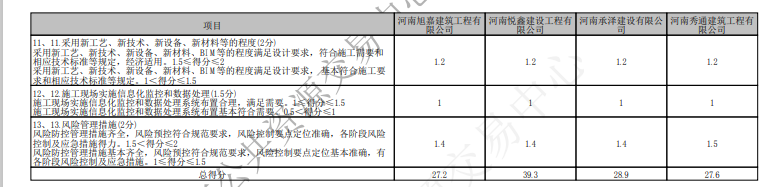 项目 河南旭嘉建筑工程有限公司 河南悦鑫建设工程有限公司 河南承泽建设有限公司 河南秀通建筑工程有限公司
11、11.采用新工艺、新技术、新设备、新材料等的程度(2分)
采用新工艺、新技术、新设备、新材料、BIM等的程度满足设计要求，符合施工需要和
相应技术标准等规定，经济适用。1.5≤得分≤2
采用新工艺、新技术、新设备、新材料、BIM等的程度满足设计要求，基本符合施工要
求和相应技术标准等规定。1＜得分≤1.5
1.2 1.2 1.2 1.2
12、12.施工现场实施信息化监控和数据处理(1.5分)
施工现场实施信息化监控和数据处理系统布置合理，满足需要。1≤得分≤1.5
施工现场实施信息化监控和数据处理系统布置基本符合需要。0.5＜得分≤1
1 1 1 1
13、13.风险管理措施(2分)
风险防控管理措施齐全，风险预控符合规范要求，风险控制要点定位准确，各阶段风险
控制及应急措施得力。1.5＜得分≤2
风险防控管理措施基本齐全，风险预控符合规范要求，风险控制要点定位基本准确，有
各阶段风险控制及应急措施。1≤得分≤1.5
1.4 1.4 1.4 1.5
总得分 27.2 39.3 28.9 27.6
公共资源交易中心
交易中心